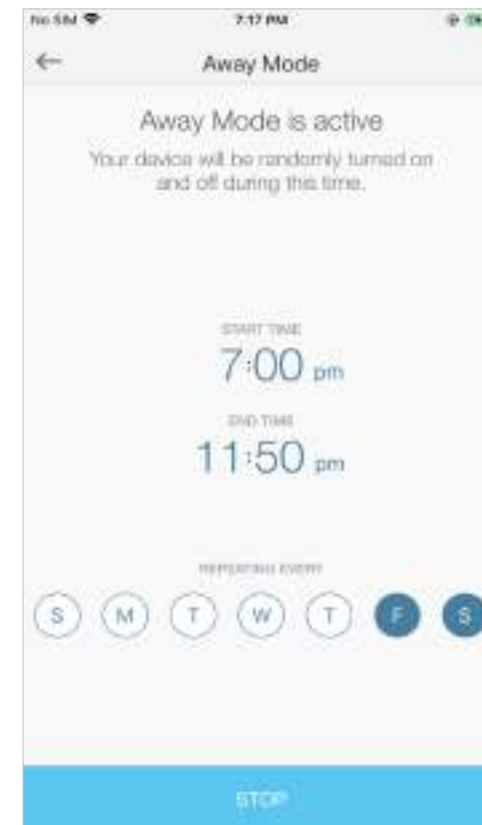 No SIM 7:17 PM
Away Mode
Away Mode is active
Your device will be randomly turned on
and off during this time.
START TIME
7:00 pm
END TIME
11:50 pm
REPEATING EVERY
S M T W T F S
STOP